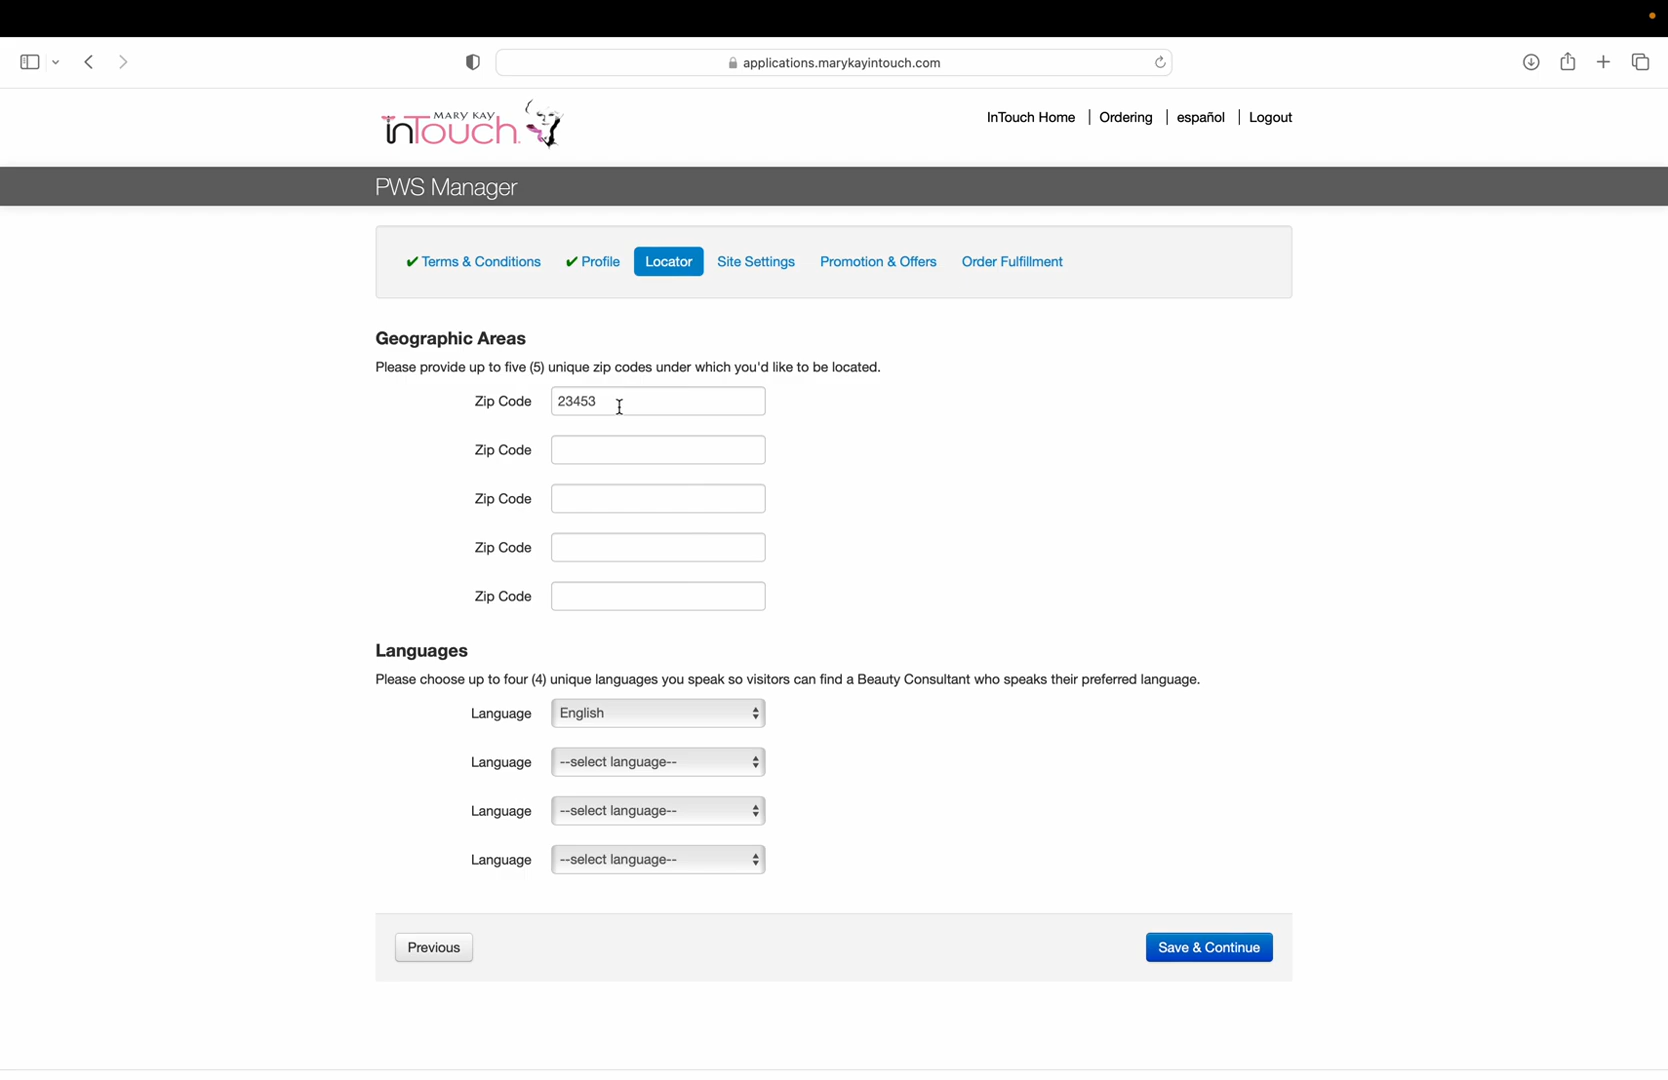 applications.marykayintouch.com
MARY KAY
inTouch
InTouch Home | Ordering | español | Logout
PWS Manager
✔ Terms & Conditions ✔ Profile Locator Site Settings Promotion & Offers Order Fulfillment
Geographic Areas
Please provide up to five (5) unique zip codes under which you'd like to be located.
Zip Code 23453
Zip Code
Zip Code
Zip Code
Zip Code
Languages
Please choose up to four (4) unique languages you speak so visitors can find a Beauty Consultant who speaks their preferred language.
Language English
Language --select language--
Language --select language--
Language --select language--
Previous Save & Continue